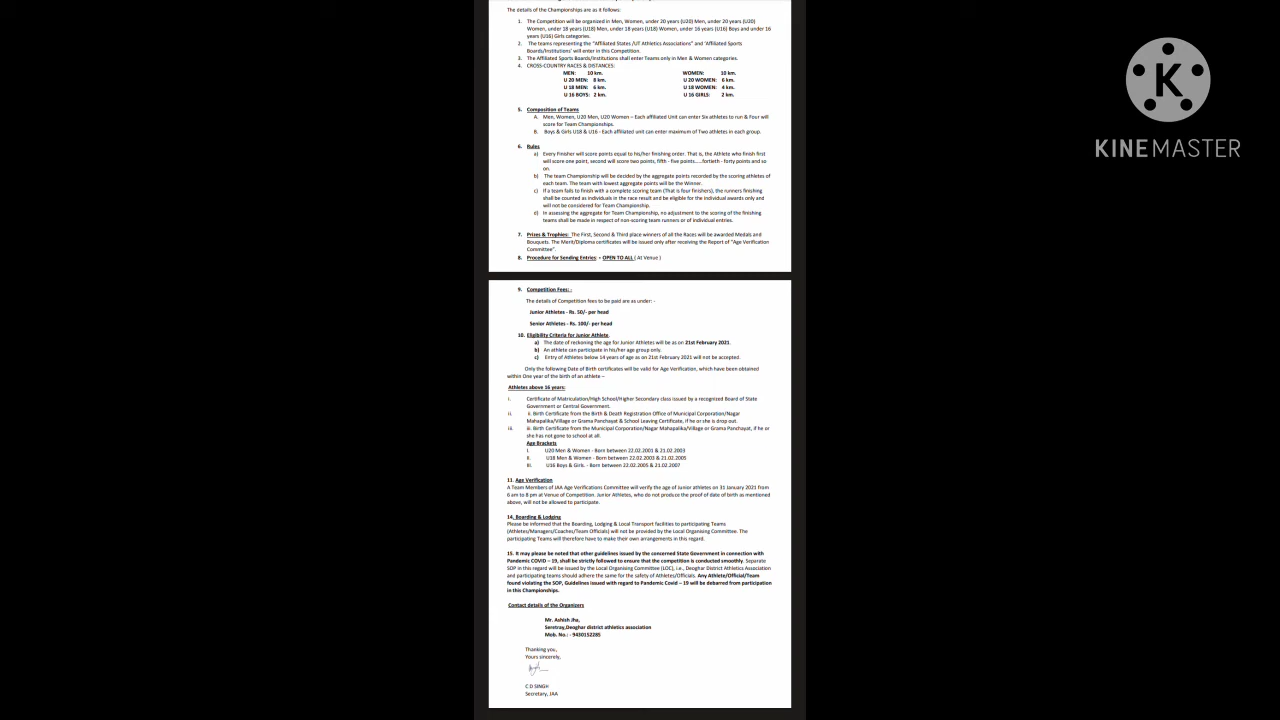 The details of the Championships are as it follows:
1. The Competition will be organised in Men, Women, under 20 years (U20) Men, under 20 years (U20)
Women, under 18 years (U18) Men, under 18 years (U18) Women, under 16 years (U16) Boys and under 16
years (U16) Girls categories.
2. The teams representing the "Affiliated States /UT Athletics Associations" and 'Affiliated Sports
Boards/Institutions' will enter in this Competition.
3. The Affiliated Sports Boards/Institutions shall enter Teams only in Men & Women categories.
4. CROSS-COUNTRY RACES & DISTANCES:
MEN: 10 km. WOMEN: 10 km.
U 20 MEN: 8 km. U 20 WOMEN: 6 km.
U 18 MEN: 6 km. U 18 WOMEN: 4 km.
U 16 BOYS: 2 km. U 16 GIRLS: 2 km.
5. Composition of Teams
A. Men, Women, U20 Men, U20 Women – Each affiliated Unit can enter Six athletes to run & Four will
score for Team Championships.
B. Boys & Girls U18 & U16 - Each affiliated unit can enter maximum of Two athletes in each group.
6. Rules
a) Every Finisher will score points equal to his/her finishing order. That is, the Athlete who finish first
will score one point, second will score two points, fifth - five points.....fortieth - forty points and so
on.
b) The team Championship will be decided by the aggregate points recorded by the scoring athletes of
each team. The team with lowest aggregate points will be the Winner.
c) If a team fails to finish with a complete scoring team (That is four finishers), the runners finishing
shall be counted as individuals in the race result and be eligible for the individual awards only and
will not be considered for Team Championship.
d) In assessing the aggregate for Team Championship, no adjustment to the scoring of the finishing
teams shall be made in respect of non-scoring team runners or of individual entries.
7. Prizes & Trophies: The First, Second & Third place winners of all the Races will be awarded Medals and
Bouquets. The Merit/Diploma certificates will be issued only after receiving the Report of "Age Verification
Committee".
8. Procedure for Sending Entries: - OPEN TO ALL ( At Venue )
9. Competition Fees: -
The details of Competition fees to be paid are as under: -
Junior Athletes - Rs. 50/- per head
Senior Athletes - Rs. 100/- per head
10. Eligibility Criteria for Junior Athlete.
a) The date of reckoning the age for Junior Athletes will be as on 21st February 2021.
b) An athlete can participate in his/her age group only.
c) Entry of Athletes below 14 years of age as on 21st February 2021 will not be accepted.
Only the following Date of Birth certificates will be valid for Age Verification, which have been obtained
within One year of the birth of an athlete –
Athletes above 16 years:
i. Certificate of Matriculation/High School/Higher Secondary class issued by a recognized Board of State
Government or Central Government.
ii. ii. Birth Certificate from the Birth & Death Registration Office of Municipal Corporation/Nagar
Mahapalika/Village or Grama Panchayat & School Leaving Certificate, if he or she is drop out.
iii. iii. Birth Certificate from the Municipal Corporation/Nagar Mahapalika/Village or Grama Panchayat, if he or
she has not gone to school at all.
Age Brackets
I. U20 Men & Women - Born between 22.02.2001 & 21.02.2003
II. U18 Men & Women - Born between 22.02.2003 & 21.02.2005
III. U16 Boys & Girls. - Born between 22.02.2005 & 21.02.2007
11. Age Verification
A Team Members of JAA Age Verifications Committee will verify the age of Junior athletes on 31 January 2021 from
6 am to 8 pm at Venue of Competition. Junior Athletes, who do not produce the proof of date of birth as mentioned
above, will not be allowed to participate.
14. Boarding & Lodging
Please be informed that the Boarding, Lodging & Local Transport facilities to participating Teams
(Athletes/Managers/Coaches/Team Officials) will not be provided by the Local Organising Committee. The
participating Teams will therefore have to make their own arrangements in this regard.
15. It may please be noted that other guidelines issued by the concerned State Government in connection with
Pandemic COVID – 19, shall be strictly followed to ensure that the competition is conducted smoothly. Separate
SOP in this regard will be issued by the Local Organising Committee (LOC), i.e., Deoghar District Athletics Association
and participating teams should adhere the same for the safety of Athletes/Officials. Any Athlete/Official/Team
found violating the SOP, Guidelines issued with regard to Pandemic Covid – 19 will be debarred from participation
in this Championships.
Contact details of the Organizers
Mr. Ashish Jha,
Seretray,Deoghar district athletics association
Mob. No.: - 9430152285
Thanking you,
Yours sincerely,
C D SINGH
Secretary, JAA
K
KINEMASTER